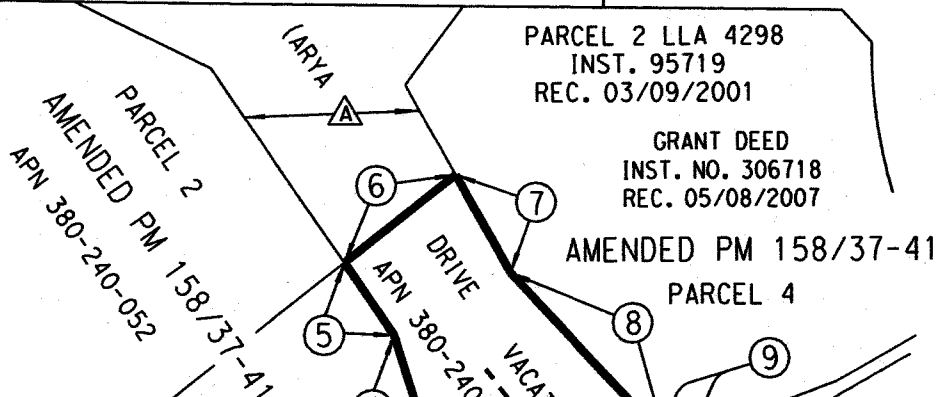 PARCEL 2 LLA 4298
INST. 95719
REC. 03/09/2001
GRANT DEED
INST. NO. 306718
REC. 05/08/2007
AMENDED PM 158/37-41
PARCEL 4
(ARYA
A
PARCEL 2
AMENDED PM 158/37-41
APN 380-240-052
6
7
DRIVE
APN 380-240
5
8
9